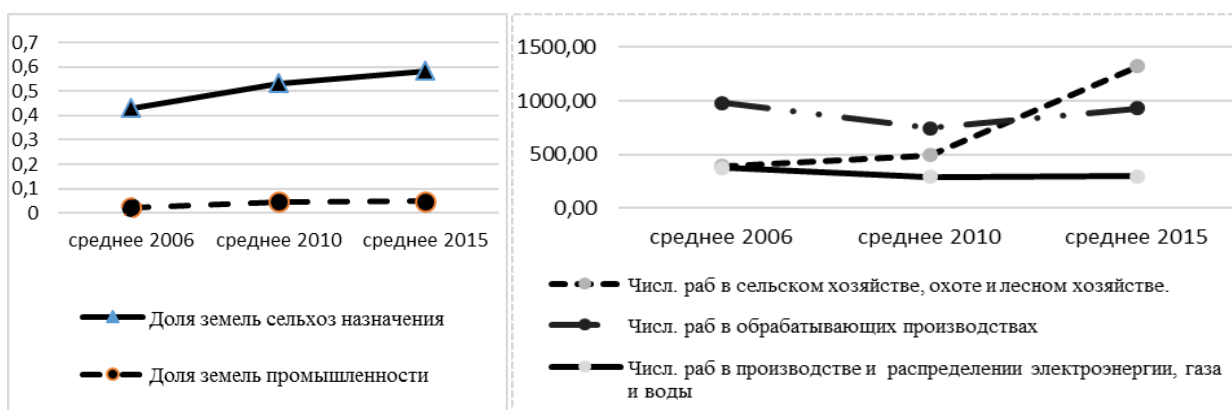 0,7
0,6
0,5
0,4
0,3
0,2
0,1
0
среднее 2006 среднее 2010 среднее 2015
Доля земель сельхоз назначения
Доля земель промышленности
1500,00
1000,00
500,00
0,00
среднее 2006 среднее 2010 среднее 2015
Числ. раб в сельском хозяйстве, охоте и лесном хозяйстве.
Числ. раб в обрабатывающих производствах
Числ. раб в производстве и распределении электроэнергии, газа
и воды